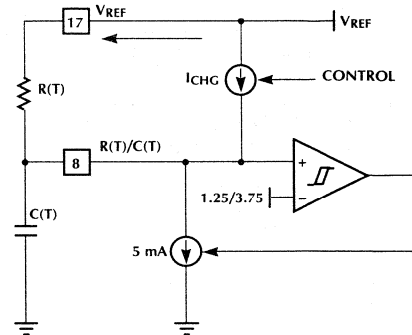 17 VREF
VREF
R(T)
ICHG
CONTROL
8 R(T)/C(T)
+
1.25/3.75
−
C(T)
5 mA